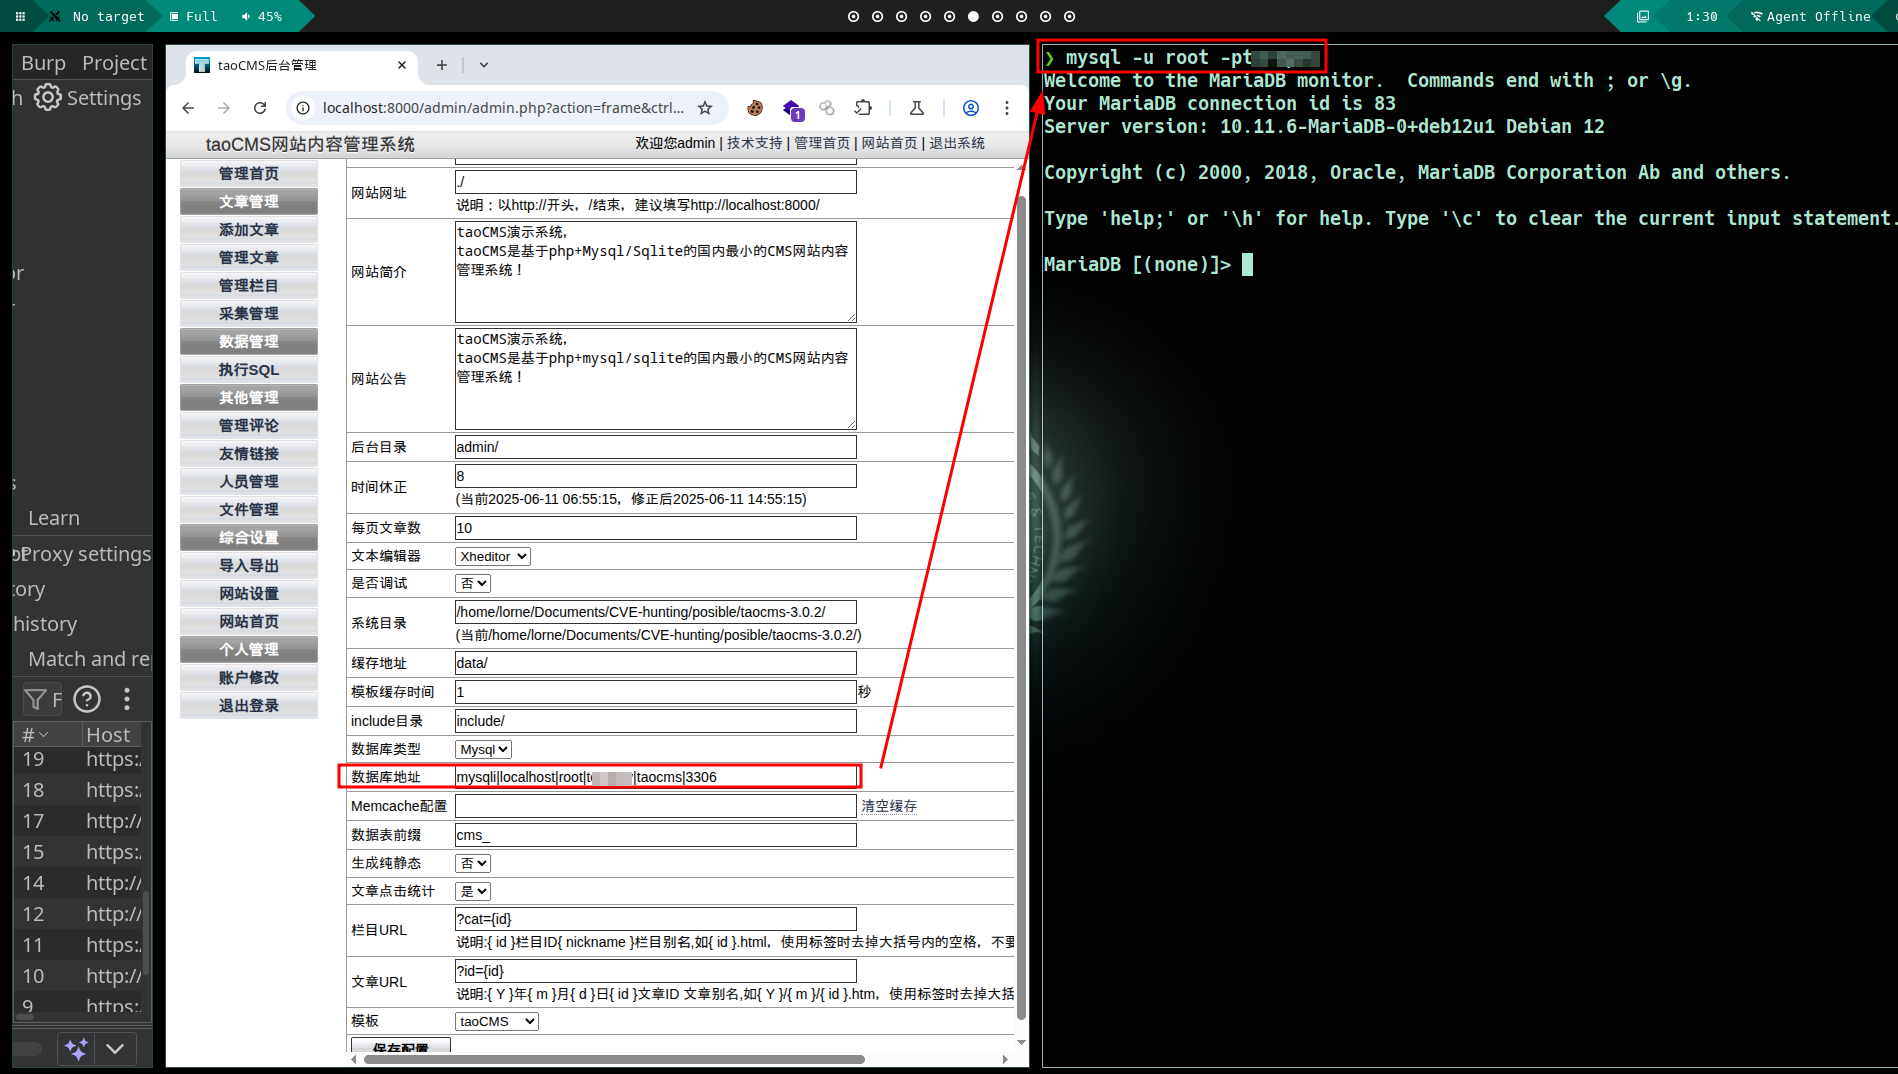 No target
Full
45%
1:30
Agent Offline
Burp Project
Settings
Learn
Proxy settings
history
Match and re
F
# Host
19 https:/
18 https:/
17 http://
15 https:/
14 http://
12 http://
11 https:/
10 http://
9 https:
taoCMS后台管理
localhost:8000/admin/admin.php?action=frame&ctrl...
1
taoCMS网站内容管理系统
欢迎您admin | 技术支持 | 管理首页 | 网站首页 | 退出系统
管理首页
文章管理
添加文章
管理文章
管理栏目
采集管理
数据管理
执行SQL
其他管理
管理评论
友情链接
人员管理
文件管理
综合设置
导入导出
网站设置
网站首页
个人管理
账户修改
退出登录
网站网址 ./
说明：以http://开头，/结束，建议填写http://localhost:8000/
网站简介
taoCMS演示系统,
taoCMS是基于php+Mysql/Sqlite的国内最小的CMS网站内容
管理系统！
网站公告
taoCMS演示系统,
taoCMS是基于php+mysql/sqlite的国内最小的CMS网站内容
管理系统！
后台目录 admin/
时间休正 8
(当前2025-06-11 06:55:15，修正后2025-06-11 14:55:15)
每页文章数 10
文本编辑器 Xheditor
是否调试 否
系统目录 /home/lorne/Documents/CVE-hunting/posible/taocms-3.0.2/
(当前/home/lorne/Documents/CVE-hunting/posible/taocms-3.0.2/)
缓存地址 data/
模板缓存时间 1 秒
include目录 include/
数据库类型 Mysql
数据库地址 mysqli|localhost|root|t |taocms|3306
Memcache配置 清空缓存
数据表前缀 cms_
生成纯静态 否
文章点击统计 是
栏目URL ?cat={id}
说明:{ id }栏目ID{ nickname }栏目别名,如{ id }.html，使用标签时去掉大括号内的空格，不要
文章URL ?id={id}
说明:{ Y }年{ m }月{ d }日{ id }文章ID 文章别名,如{ Y }/{ m }/{ id }.htm，使用标签时去掉大括
模板 taoCMS
保存配置
❯ mysql -u root -pt
Welcome to the MariaDB monitor.  Commands end with ; or \g.
Your MariaDB connection id is 83
Server version: 10.11.6-MariaDB-0+deb12u1 Debian 12
Copyright (c) 2000, 2018, Oracle, MariaDB Corporation Ab and others.
Type 'help;' or '\h' for help. Type '\c' to clear the current input statement.
MariaDB [(none)]>